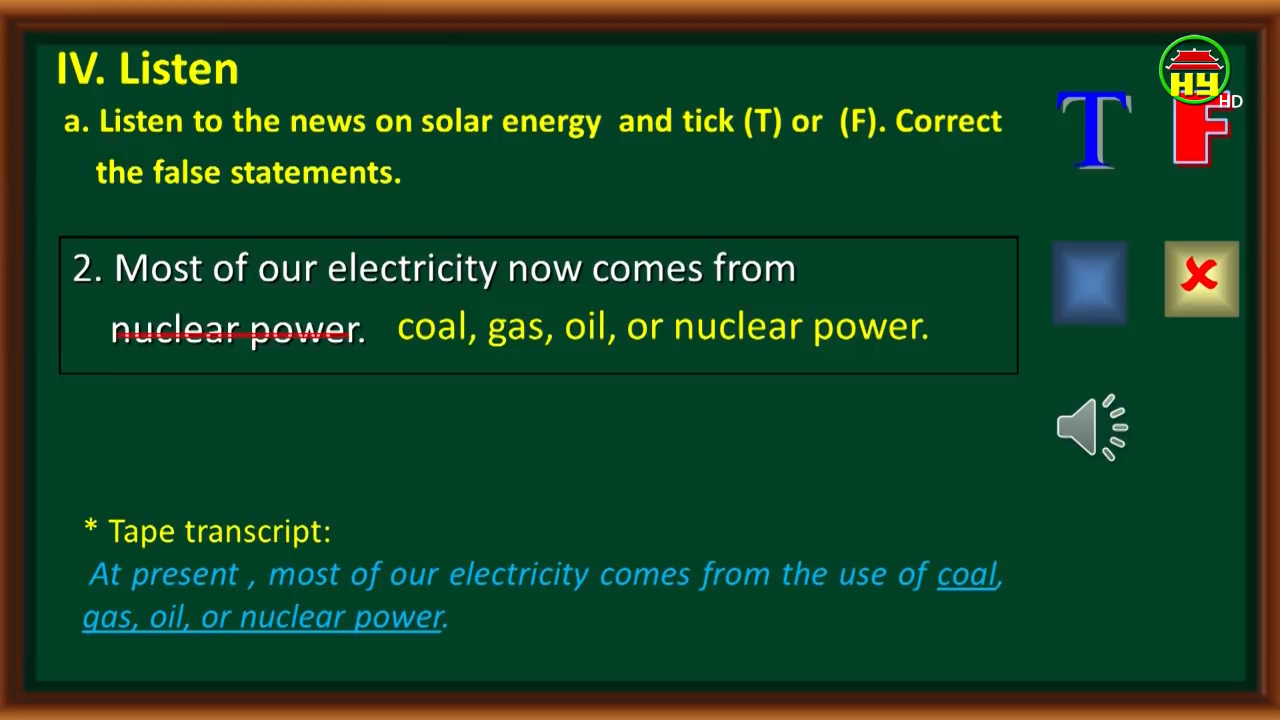 IV. Listen
a. Listen to the news on solar energy and tick (T) or (F). Correct
the false statements.
T F
HY HD
2. Most of our electricity now comes from
nuclear power. coal, gas, oil, or nuclear power.
* Tape transcript:
At present , most of our electricity comes from the use of coal,
gas, oil, or nuclear power.